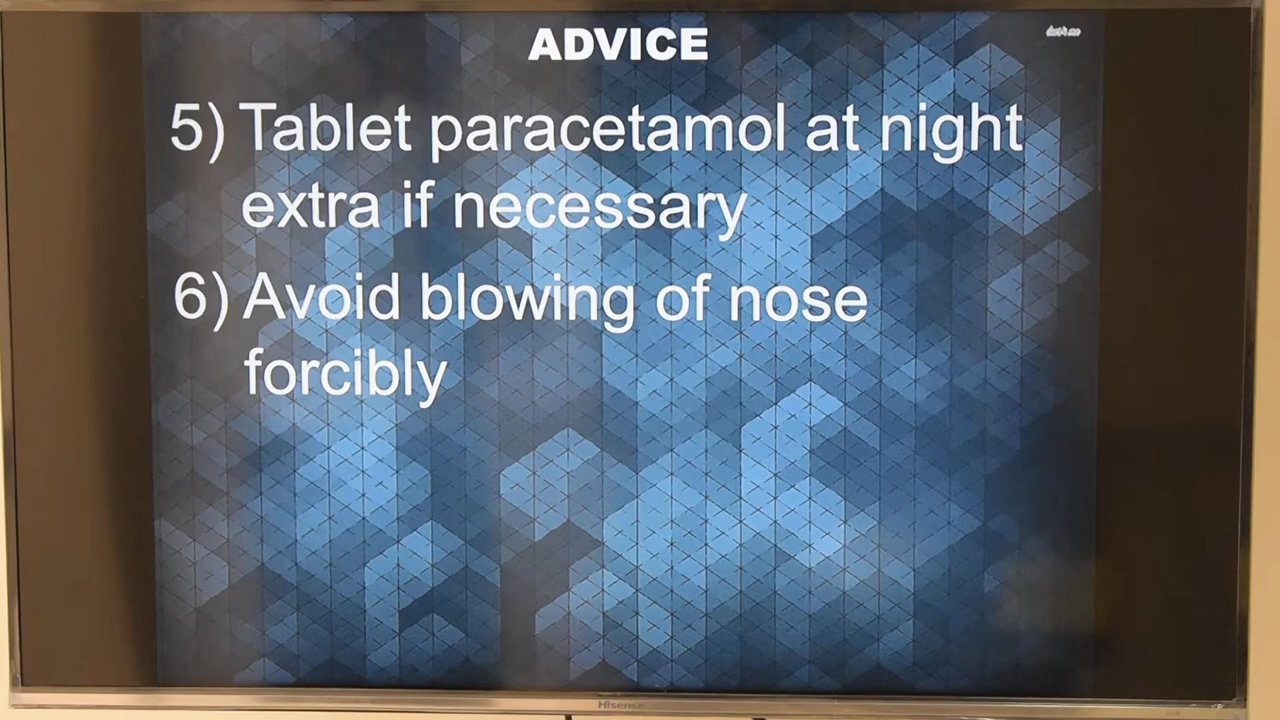 ADVICE
5) Tablet paracetamol at night
extra if necessary
6) Avoid blowing of nose
forcibly
Hisense